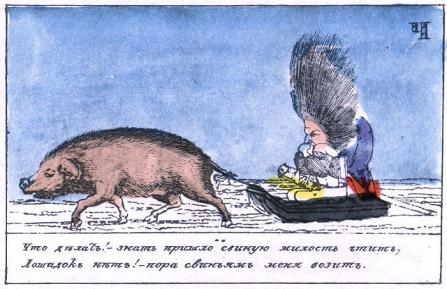 Что дѣлать!—знать пришло свиную милость чтить,
Лошадокъ нѣтъ!—пора свиньямъ меня возить.